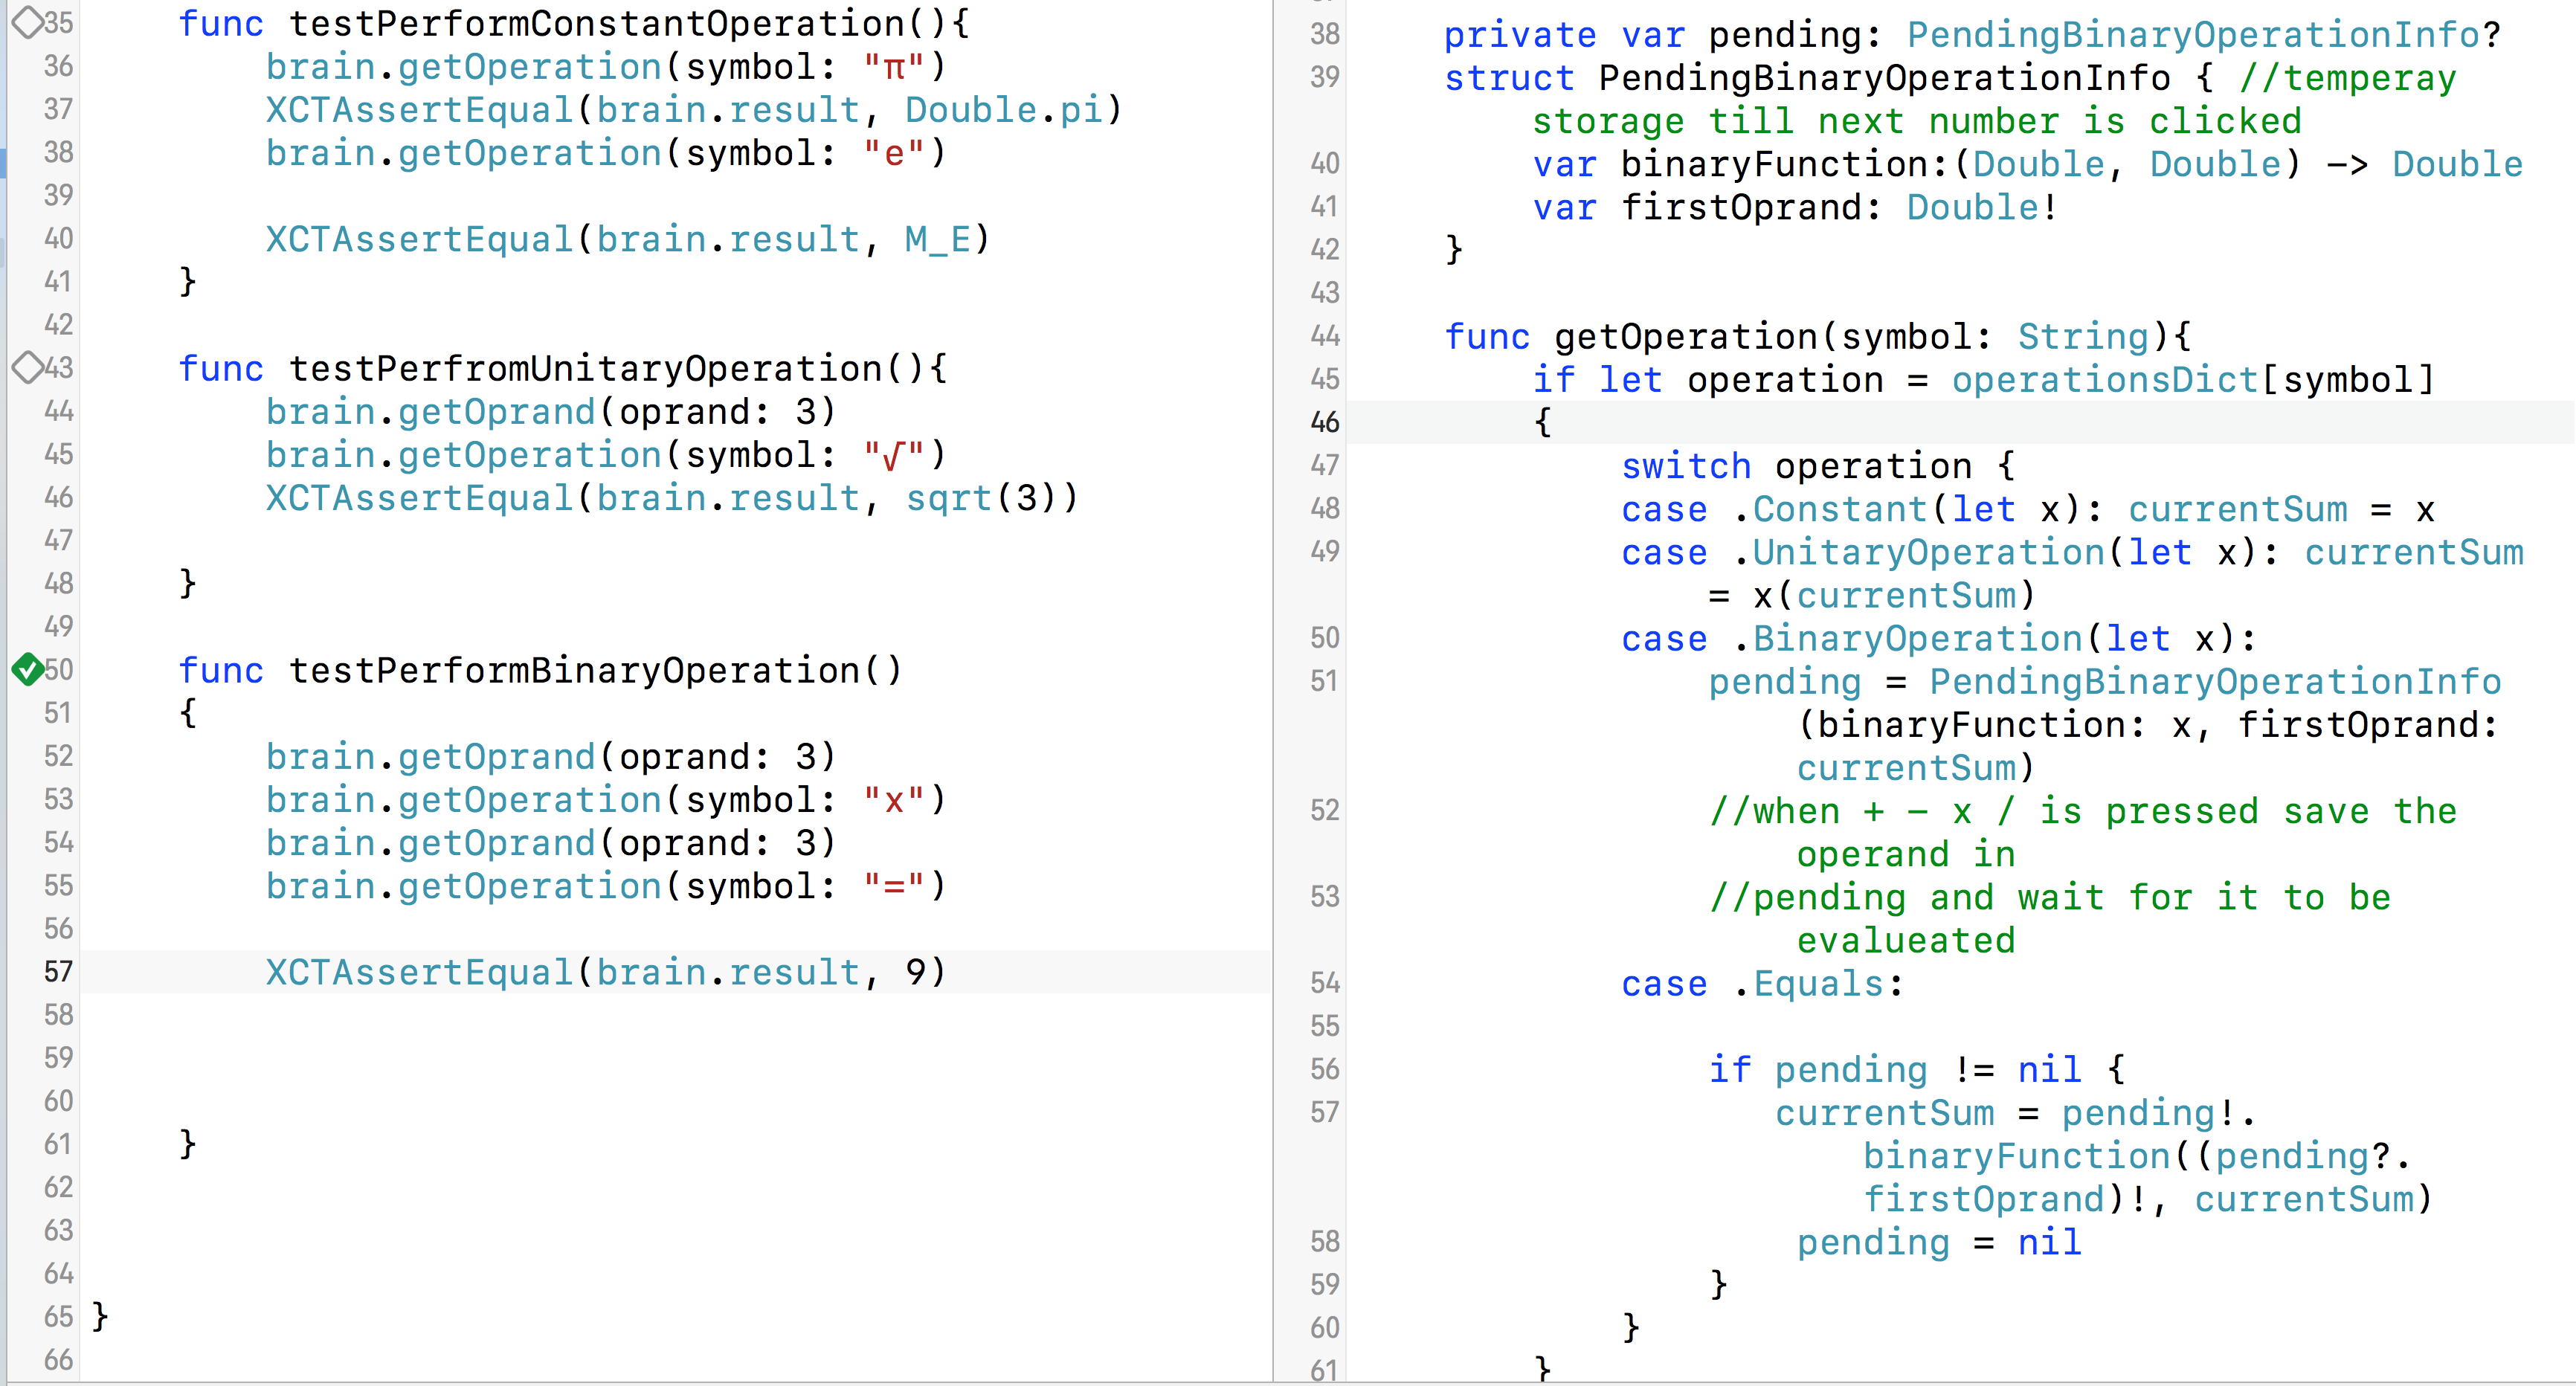 35 func testPerformConstantOperation(){
36 brain.getOperation(symbol: "π")
37 XCTAssertEqual(brain.result, Double.pi)
38 brain.getOperation(symbol: "e")
39
40 XCTAssertEqual(brain.result, M_E)
41 }
42
43 func testPerfromUnitaryOperation(){
44 brain.getOprand(oprand: 3)
45 brain.getOperation(symbol: "√")
46 XCTAssertEqual(brain.result, sqrt(3))
47
48 }
49
50 func testPerformBinaryOperation()
51 {
52 brain.getOprand(oprand: 3)
53 brain.getOperation(symbol: "x")
54 brain.getOprand(oprand: 3)
55 brain.getOperation(symbol: "=")
56
57 XCTAssertEqual(brain.result, 9)
58
59
60
61 }
62
63
64
65 }
66
38 private var pending: PendingBinaryOperationInfo?
39 struct PendingBinaryOperationInfo { //temperay
storage till next number is clicked
40 var binaryFunction:(Double, Double) -> Double
41 var firstOprand: Double!
42 }
43
44 func getOperation(symbol: String){
45 if let operation = operationsDict[symbol]
46 {
47 switch operation {
48 case .Constant(let x): currentSum = x
49 case .UnitaryOperation(let x): currentSum
= x(currentSum)
50 case .BinaryOperation(let x):
51 pending = PendingBinaryOperationInfo
(binaryFunction: x, firstOprand:
currentSum)
52 //when + - x / is pressed save the
operand in
53 //pending and wait for it to be
evalueated
54 case .Equals:
55
56 if pending != nil {
57 currentSum = pending!.
binaryFunction((pending?.
firstOprand)!, currentSum)
58 pending = nil
59 }
60 }
61 }